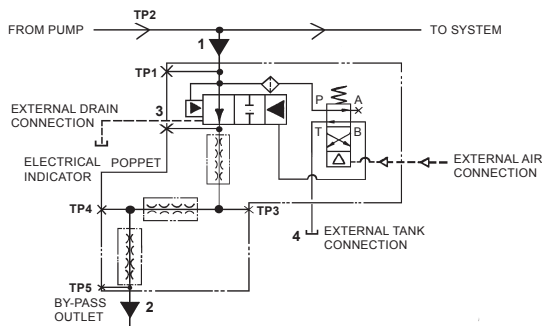 TP2
FROM PUMP
TO SYSTEM
1
TP1
P
A
EXTERNAL DRAIN
CONNECTION
3
T
B
ELECTRICAL POPPET
INDICATOR
EXTERNAL AIR
CONNECTION
TP4
TP3
4
EXTERNAL TANK
CONNECTION
TP5
BY-PASS
OUTLET
2